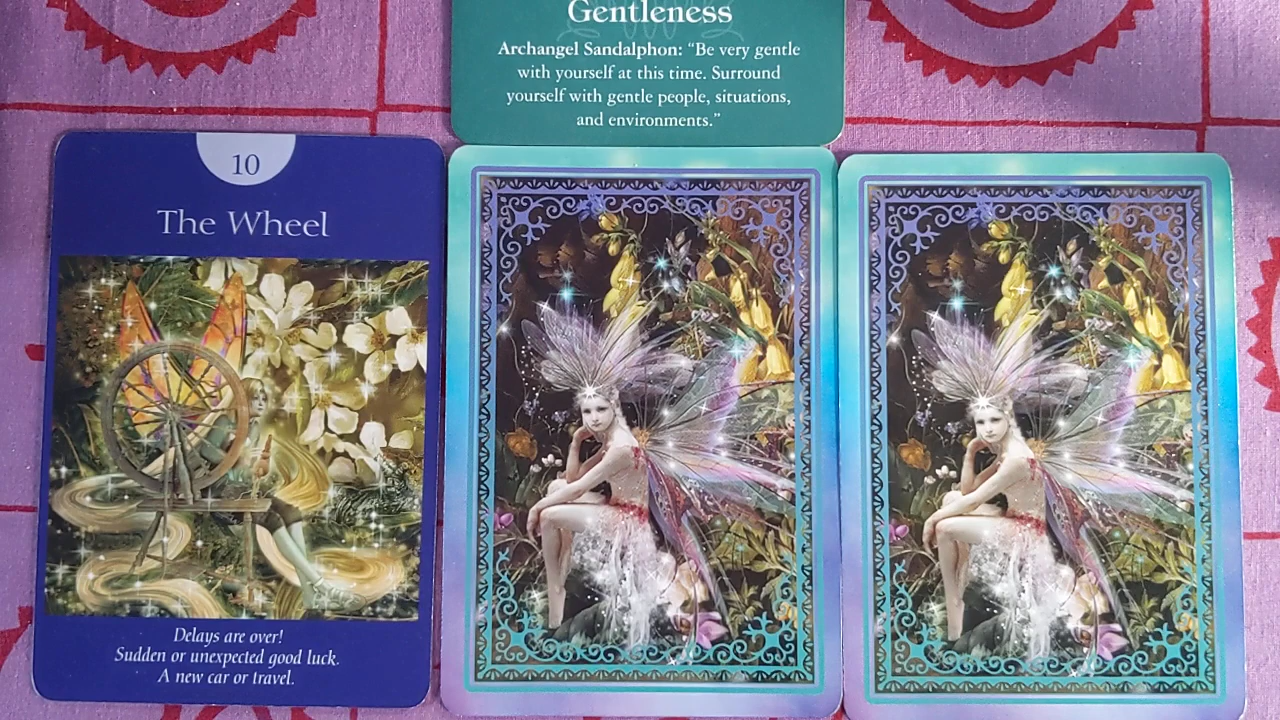 Gentleness
Archangel Sandalphon: “Be very gentle
with yourself at this time. Surround
yourself with gentle people, situations,
and environments.”
10
The Wheel
Delays are over!
Sudden or unexpected good luck.
A new car or travel.